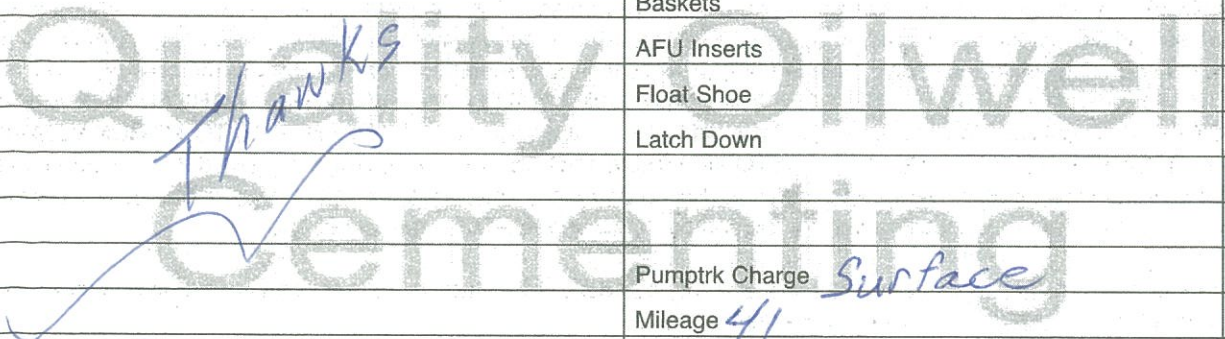 Baskets
Quality Oilwell
Cementing
Thanks
AFU Inserts
Float Shoe
Latch Down
Pumptrk Charge Surface
Mileage 41